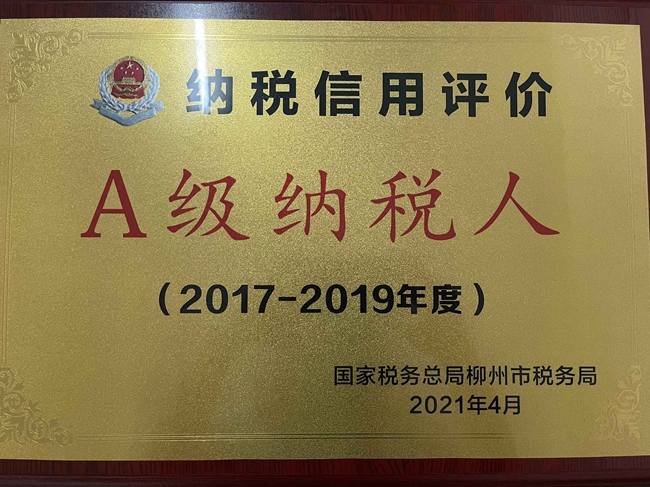 纳税信用评价
A级纳税人
（2017-2019年度）
国家税务总局柳州市税务局
2021年4月